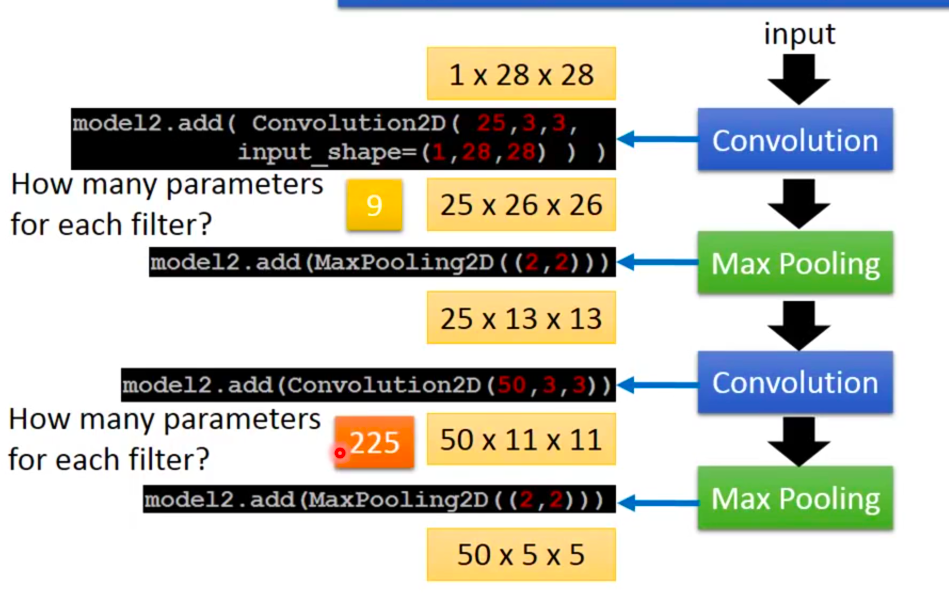 input
1 x 28 x 28
model2.add( Convolution2D( 25,3,3,
input_shape=(1,28,28) ) )
Convolution
How many parameters
for each filter?
9
25 x 26 x 26
model2.add(MaxPooling2D((2,2)))
Max Pooling
25 x 13 x 13
model2.add(Convolution2D(50,3,3))
Convolution
How many parameters
for each filter?
225
50 x 11 x 11
model2.add(MaxPooling2D((2,2)))
Max Pooling
50 x 5 x 5